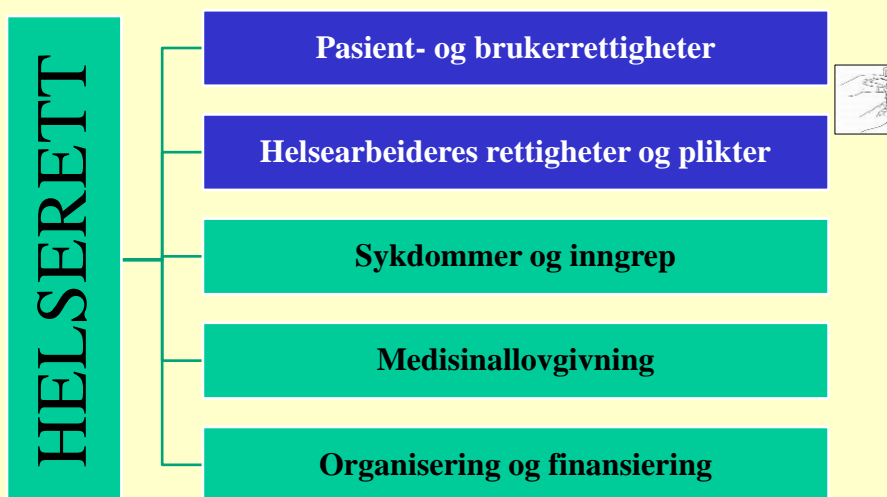 HELSERETT
Pasient- og brukerrettigheter
Helsearbeideres rettigheter og plikter
Sykdommer og inngrep
Medisinallovgivning
Organisering og finansiering